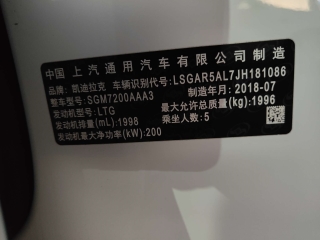 中国 上汽通用汽车有限公司制造
品牌：凯迪拉克 车辆识别代号：LSGAR5AL7JH181086
整车型号：SGM7200AAA3 制造年月：2018-07
发动机型号：LTG 最大允许总质量(kg)：1996
发动机排量(mL)：1998 乘坐人数：5
发动机最大净功率(kW)：200